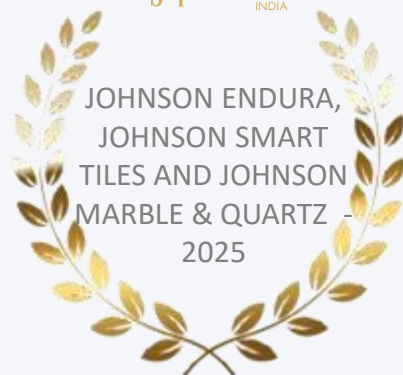 INDIA
JOHNSON ENDURA,
JOHNSON SMART
TILES AND JOHNSON
MARBLE & QUARTZ -
2025